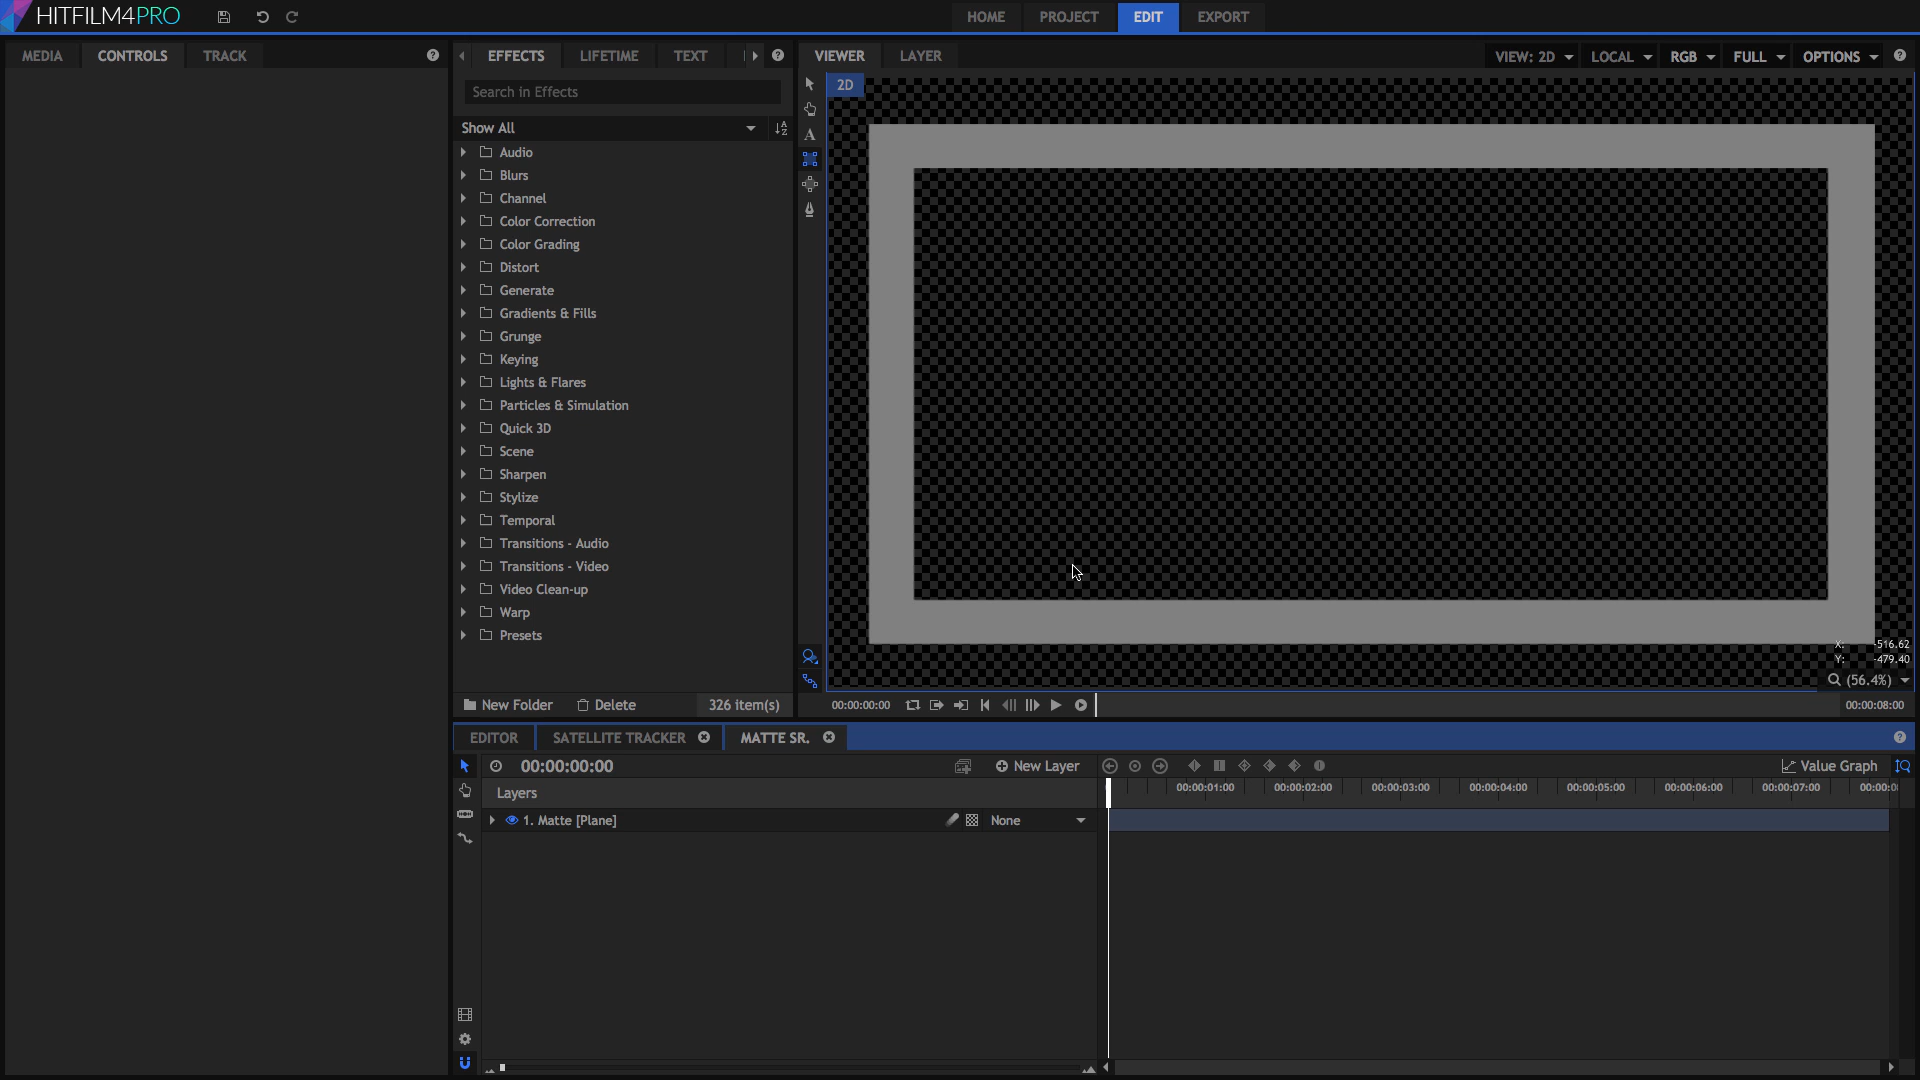 HITFILM4PRO
HOME PROJECT EDIT EXPORT
MEDIA CONTROLS TRACK
EFFECTS LIFETIME TEXT
VIEWER LAYER
VIEW: 2D LOCAL RGB FULL OPTIONS
2D
Search in Effects
Show All
Audio
Blurs
Channel
Color Correction
Color Grading
Distort
Generate
Gradients & Fills
Grunge
Keying
Lights & Flares
Particles & Simulation
Quick 3D
Scene
Sharpen
Stylize
Temporal
Transitions - Audio
Transitions - Video
Video Clean-up
Warp
Presets
X: -516.62
Y: -479.40
(56.4%)
New Folder Delete 326 item(s)
00:00:00:00 00:00:08:00
EDITOR SATELLITE TRACKER MATTE SR.
00:00:00:00 New Layer Value Graph
Layers
00:00:01:00 00:00:02:00 00:00:03:00 00:00:04:00 00:00:05:00 00:00:06:00 00:00:07:00 00:00:0
1. Matte [Plane] None